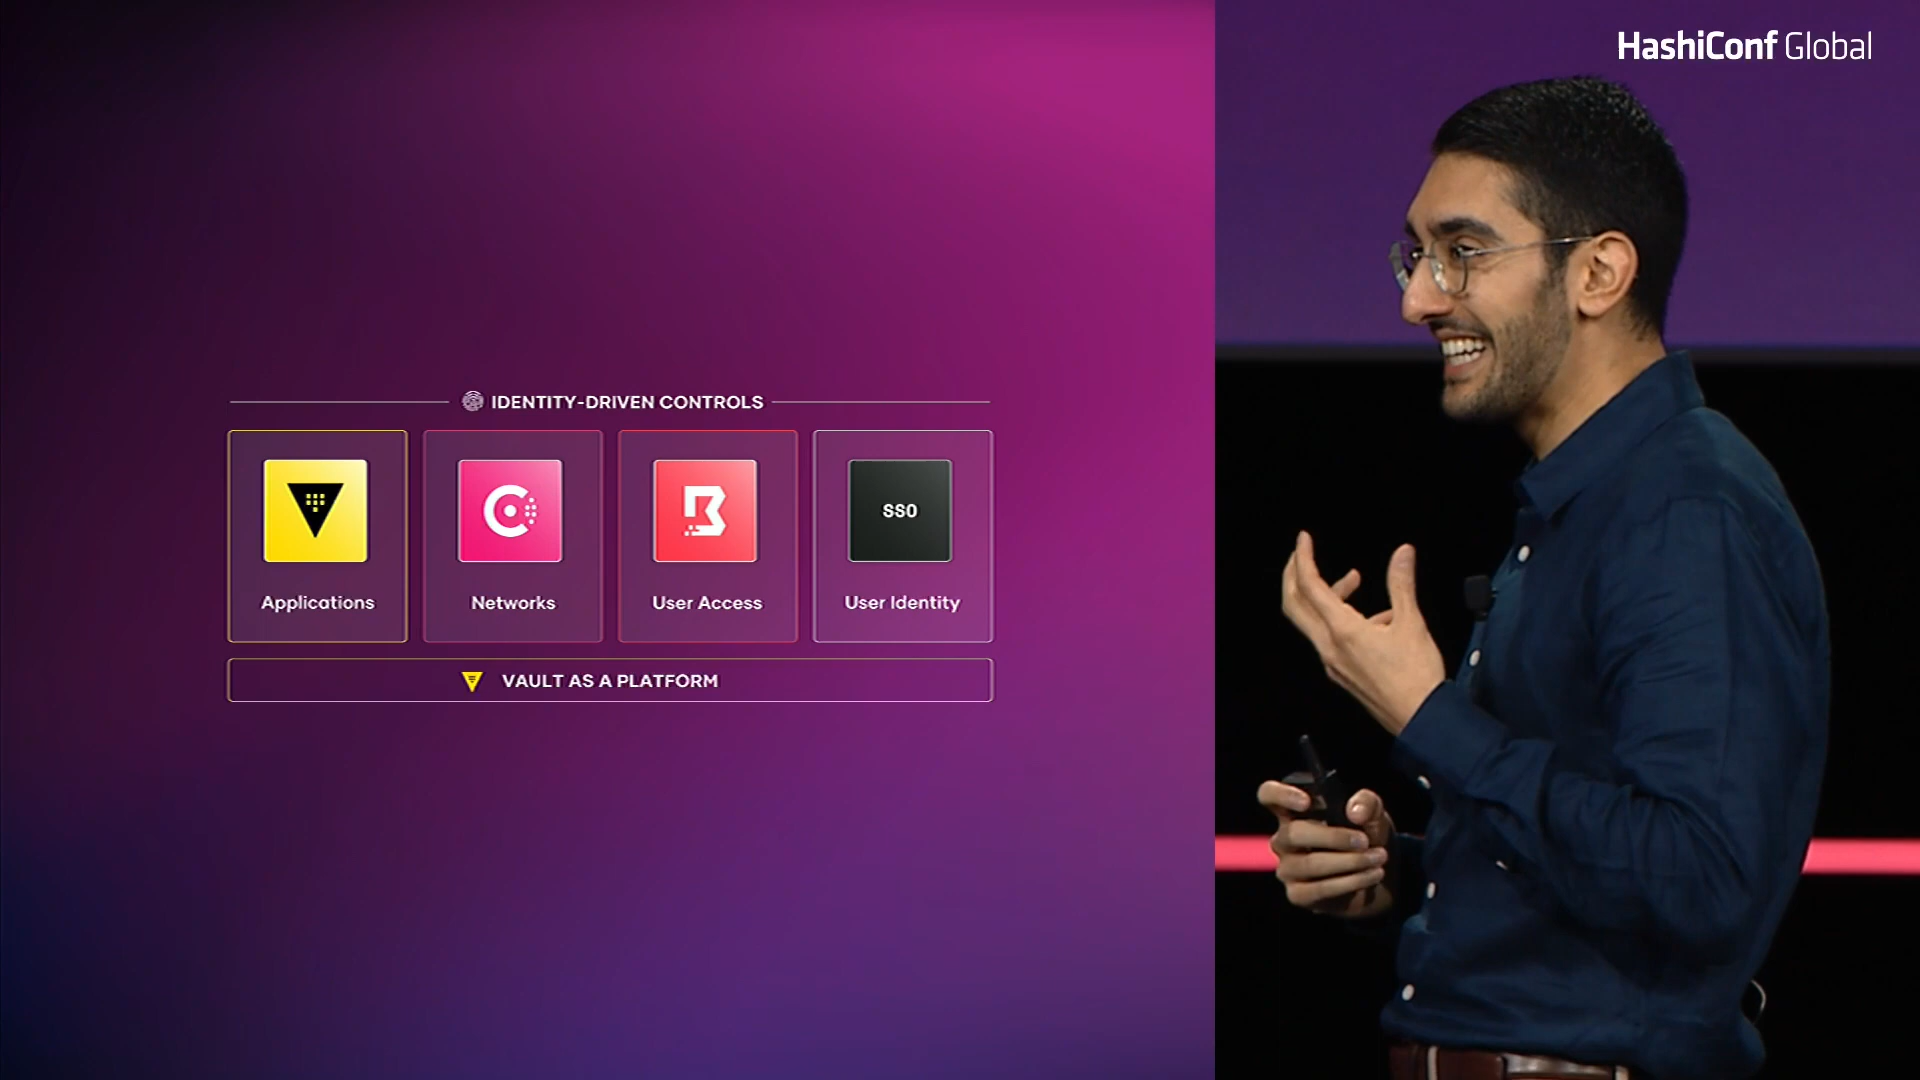 HashiConf Global
IDENTITY-DRIVEN CONTROLS
SSO
Applications
Networks
User Access
User Identity
VAULT AS A PLATFORM